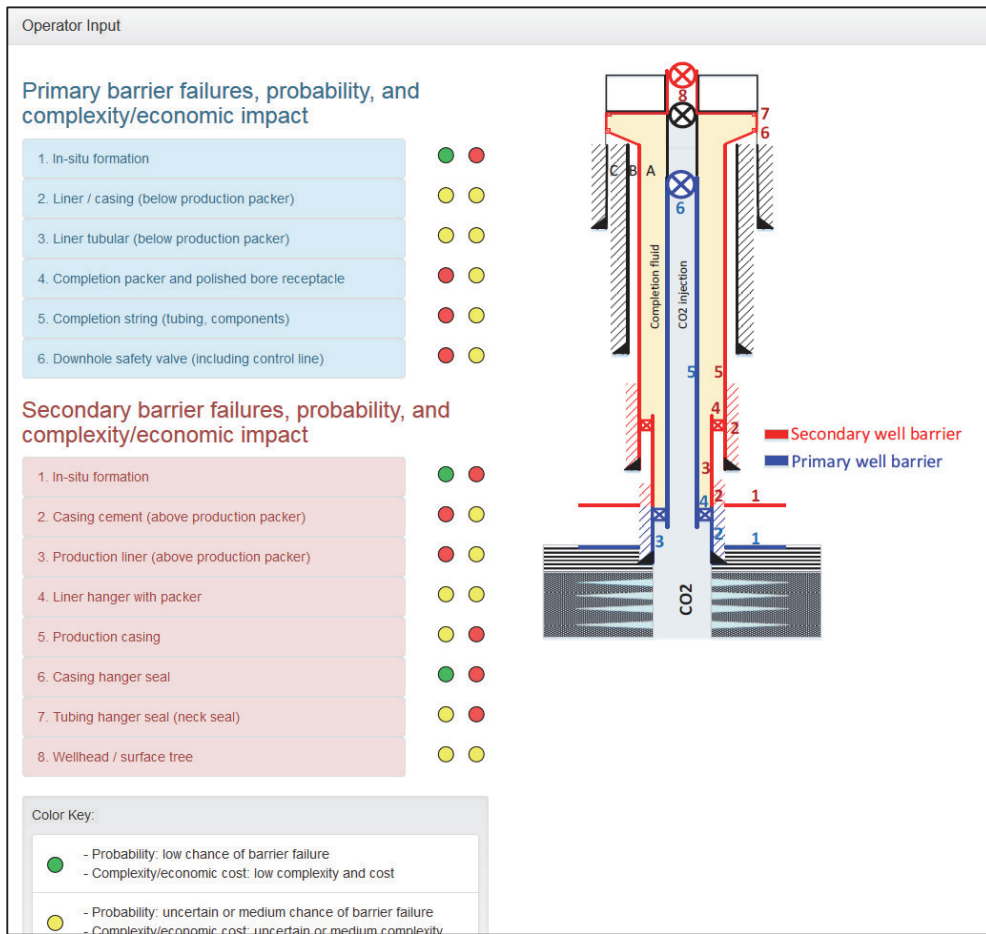 Operator Input
Primary barrier failures, probability, and
complexity/economic impact
1. In-situ formation
2. Liner / casing (below production packer)
3. Liner tubular (below production packer)
4. Completion packer and polished bore receptacle
5. Completion string (tubing, components)
6. Downhole safety valve (including control line)
Secondary barrier failures, probability, and
complexity/economic impact
1. In-situ formation
2. Casing cement (above production packer)
3. Production liner (above production packer)
4. Liner hanger with packer
5. Production casing
6. Casing hanger seal
7. Tubing hanger seal (neck seal)
8. Wellhead / surface tree
Color Key:
- Probability: low chance of barrier failure
- Complexity/economic cost: low complexity and cost
- Probability: uncertain or medium chance of barrier failure
- Complexity/economic cost: uncertain or medium complexity
8
7
6
C B A
6
Completion fluid
CO2 injection
5 5
4
2
3
4 2 1
3 2 1
CO2
Secondary well barrier
Primary well barrier